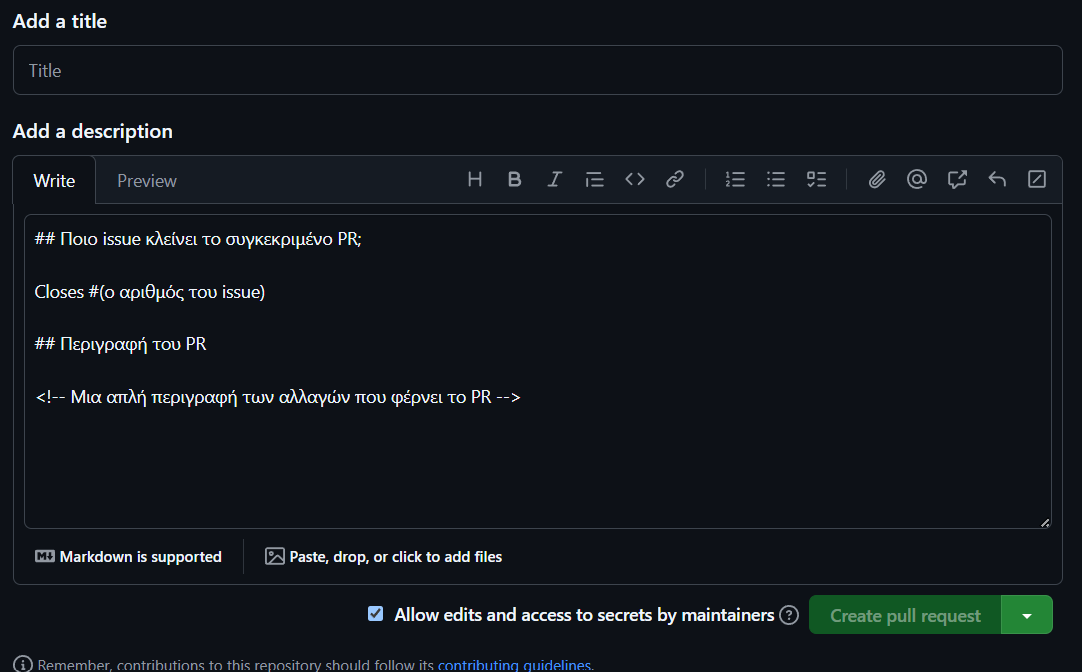 Add a title
Title
Add a description
Write Preview
## Ποιο issue κλείνει το συγκεκριμένο PR;
Closes #(ο αριθμός του issue)
## Περιγραφή του PR
<!-- Μια απλή περιγραφή των αλλαγών που φέρνει το PR -->
Markdown is supported
Paste, drop, or click to add files
Allow edits and access to secrets by maintainers
Create pull request
Remember, contributions to this repository should follow its contributing guidelines.